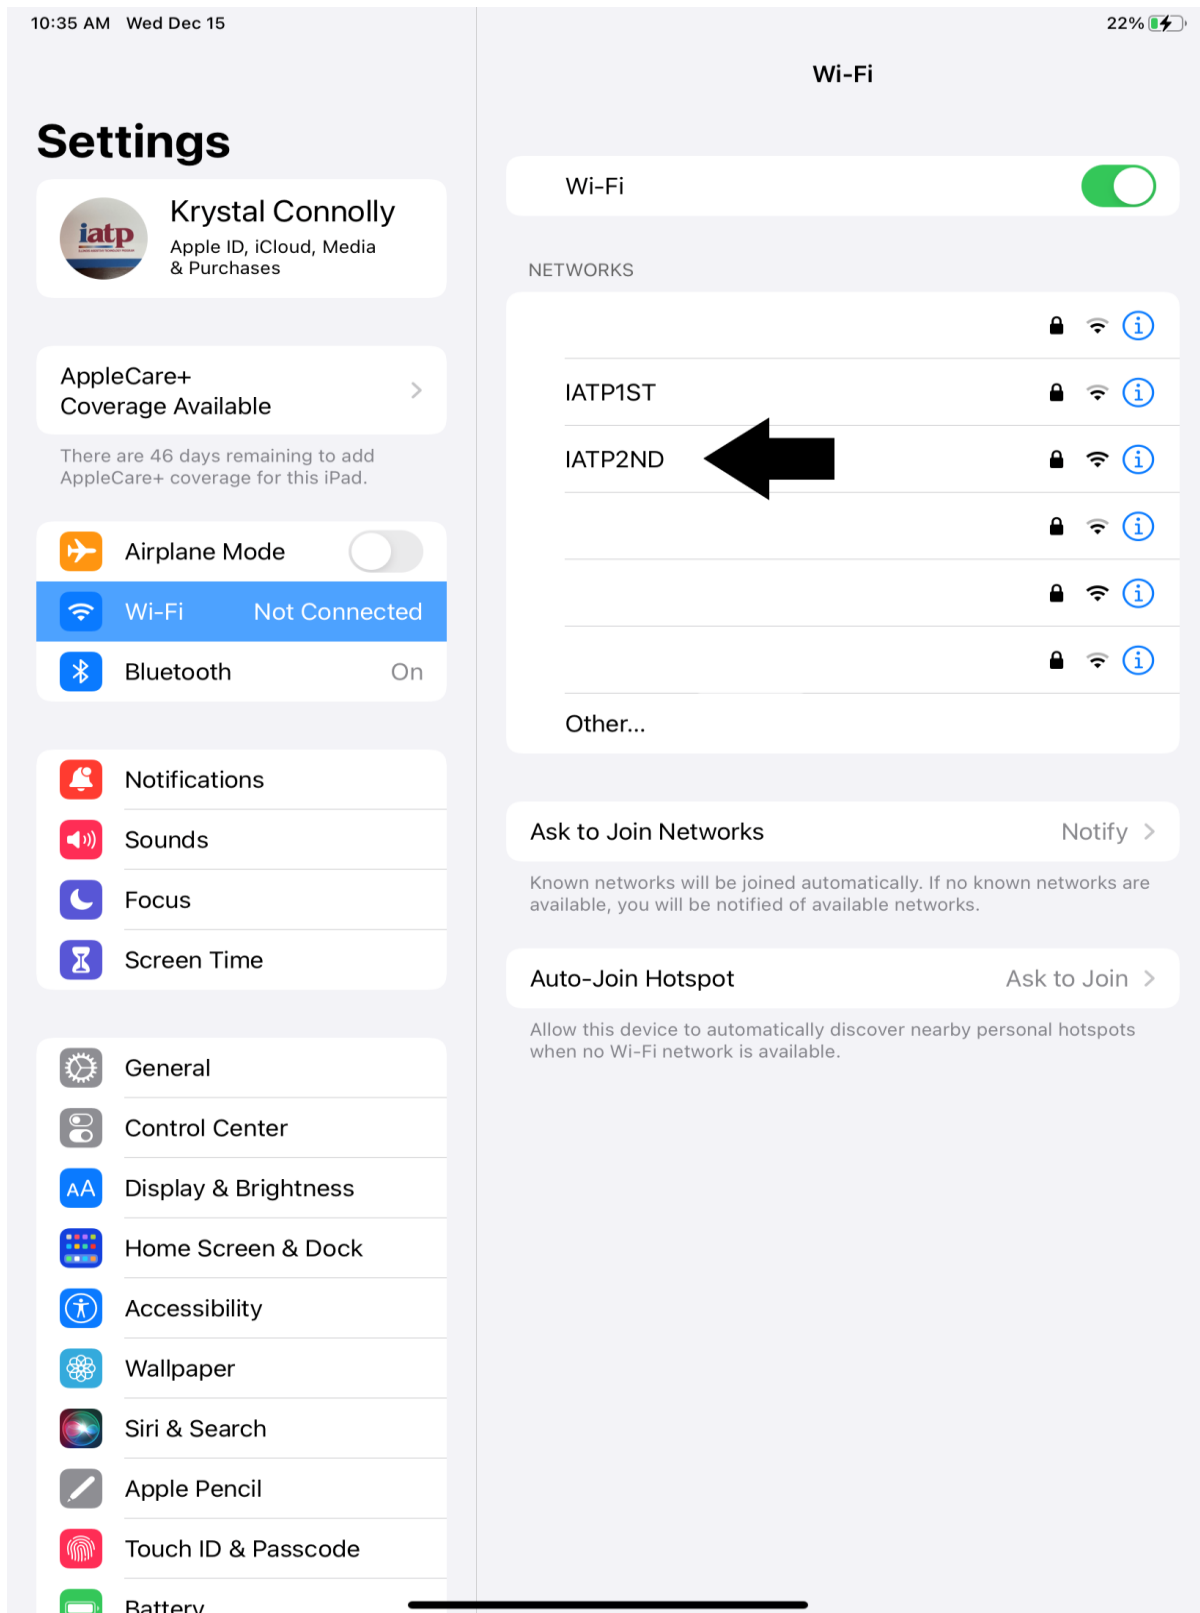 10:35 AM Wed Dec 15
22%
Settings
iatp
Krystal Connolly
Apple ID, iCloud, Media
& Purchases
AppleCare+
Coverage Available
There are 46 days remaining to add
AppleCare+ coverage for this iPad.
Airplane Mode
Wi-Fi Not Connected
Bluetooth On
Notifications
Sounds
Focus
Screen Time
General
Control Center
AA Display & Brightness
Home Screen & Dock
Accessibility
Wallpaper
Siri & Search
Apple Pencil
Touch ID & Passcode
Battery
Wi-Fi
Wi-Fi
NETWORKS
IATP1ST
IATP2ND
Other...
Ask to Join Networks Notify
Known networks will be joined automatically. If no known networks are
available, you will be notified of available networks.
Auto-Join Hotspot Ask to Join
Allow this device to automatically discover nearby personal hotspots
when no Wi-Fi network is available.